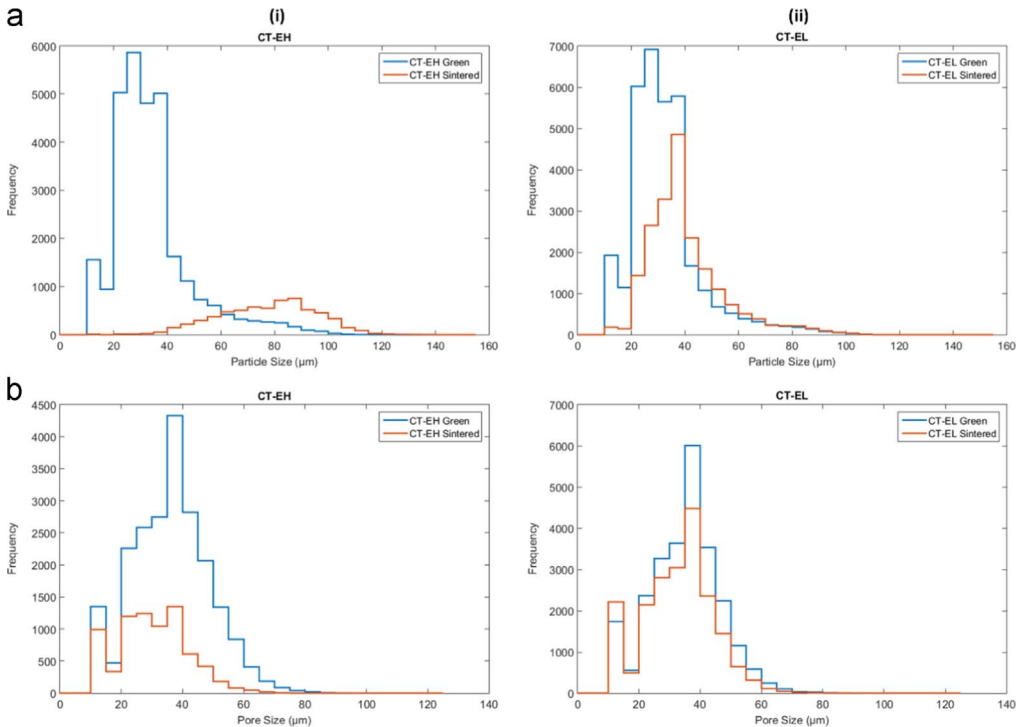 a
(i)
CT-EH
6000
5000
4000
3000
2000
1000
0
Frequency
0 20 40 60 80 100 120 140 160
Particle Size (µm)
CT-EH Green
CT-EH Sintered
(ii)
CT-EL
7000
6000
5000
4000
3000
2000
1000
0
Frequency
0 20 40 60 80 100 120 140 160
Particle Size (µm)
CT-EL Green
CT-EL Sintered
b
CT-EH
4500
4000
3500
3000
2500
2000
1500
1000
500
0
Frequency
0 20 40 60 80 100 120 140
Pore Size (µm)
CT-EH Green
CT-EH Sintered
CT-EL
7000
6000
5000
4000
3000
2000
1000
0
Frequency
0 20 40 60 80 100 120 140
Pore Size (µm)
CT-EL Green
CT-EL Sintered